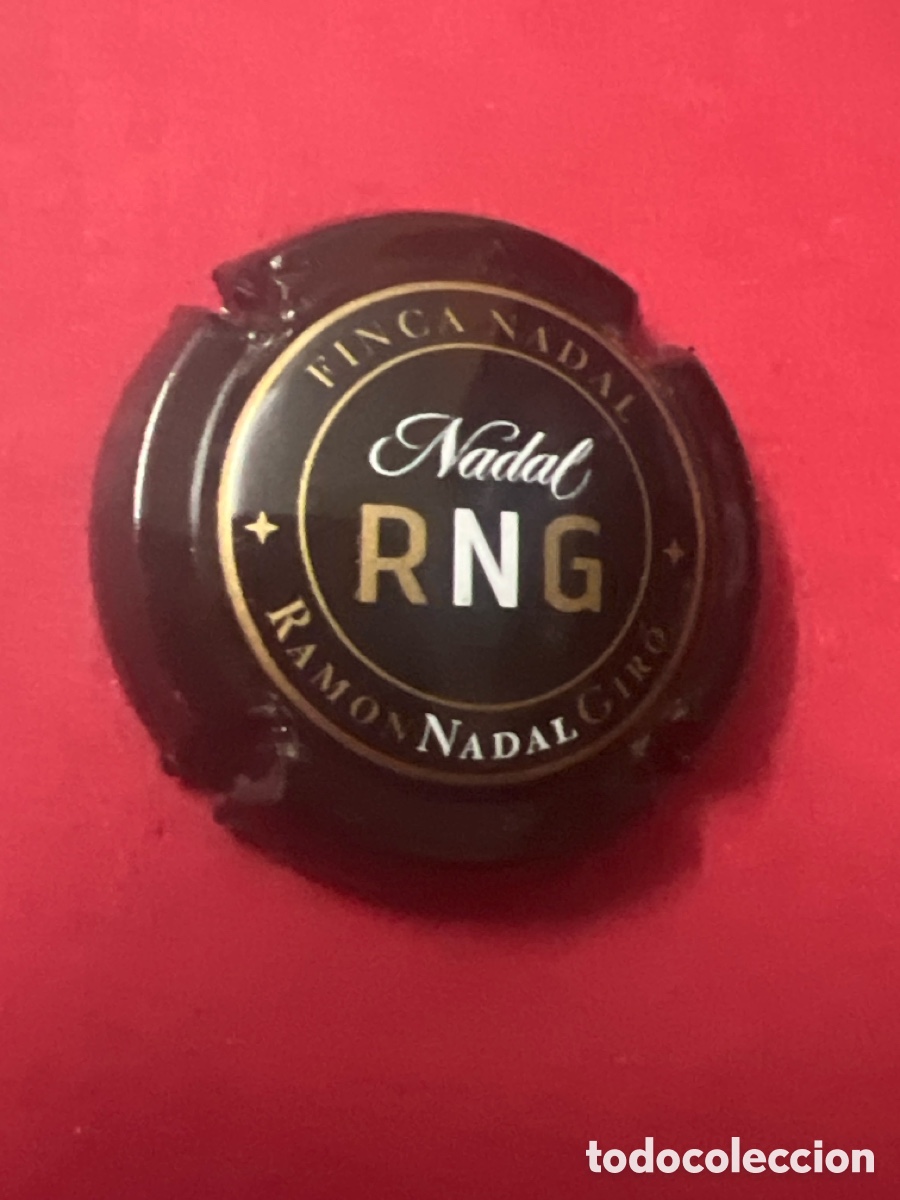 FINCA NADAL
Nadal
RNG
RAMON NADAL GIRÓ
todocoleccion